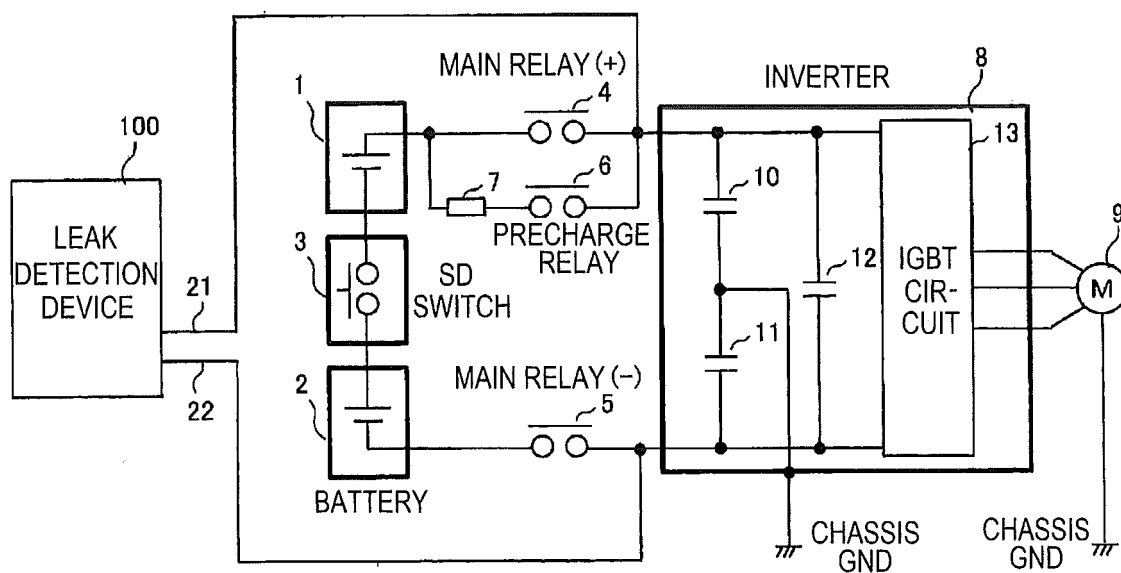 MAIN RELAY (+)
4
INVERTER
8
1
100
13
6
7
10
PRECHARGE
RELAY
9
LEAK
DETECTION
DEVICE
3
SD
SWITCH
12
IGBT
CIR-
CUIT
M
21
11
22
2
MAIN RELAY (−)
5
BATTERY
CHASSIS
GND
CHASSIS
GND